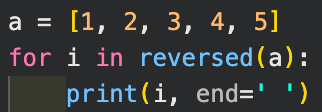 a = [1, 2, 3, 4, 5]
for i in reversed(a):
    print(i, end=' ')